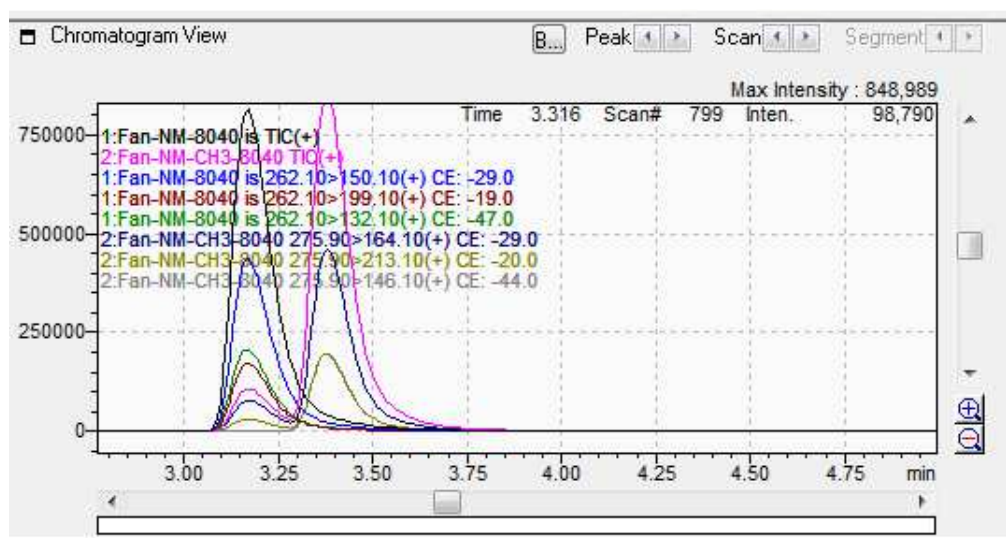 Chromatogram View B... Peak Scan Segment
Max Intensity : 848,989
Time 3.316 Scan# 799 Inten. 98,790
750000
1:Fan-NM-8040 is TIC(+)
2:Fan-NM-CH3-8040 TIC(+)
1:Fan-NM-8040 is 262.10>150.10(+) CE: -29.0
1:Fan-NM-8040 is 262.10>199.10(+) CE: -19.0
1:Fan-NM-8040 is 262.10>132.10(+) CE: -47.0
500000
2:Fan-NM-CH3-8040 275.90>164.10(+) CE: -29.0
2:Fan-NM-CH3-8040 275.90>213.10(+) CE: -20.0
2:Fan-NM-CH3-8040 275.90>146.10(+) CE: -44.0
250000
0
3.00 3.25 3.50 3.75 4.00 4.25 4.50 4.75 min